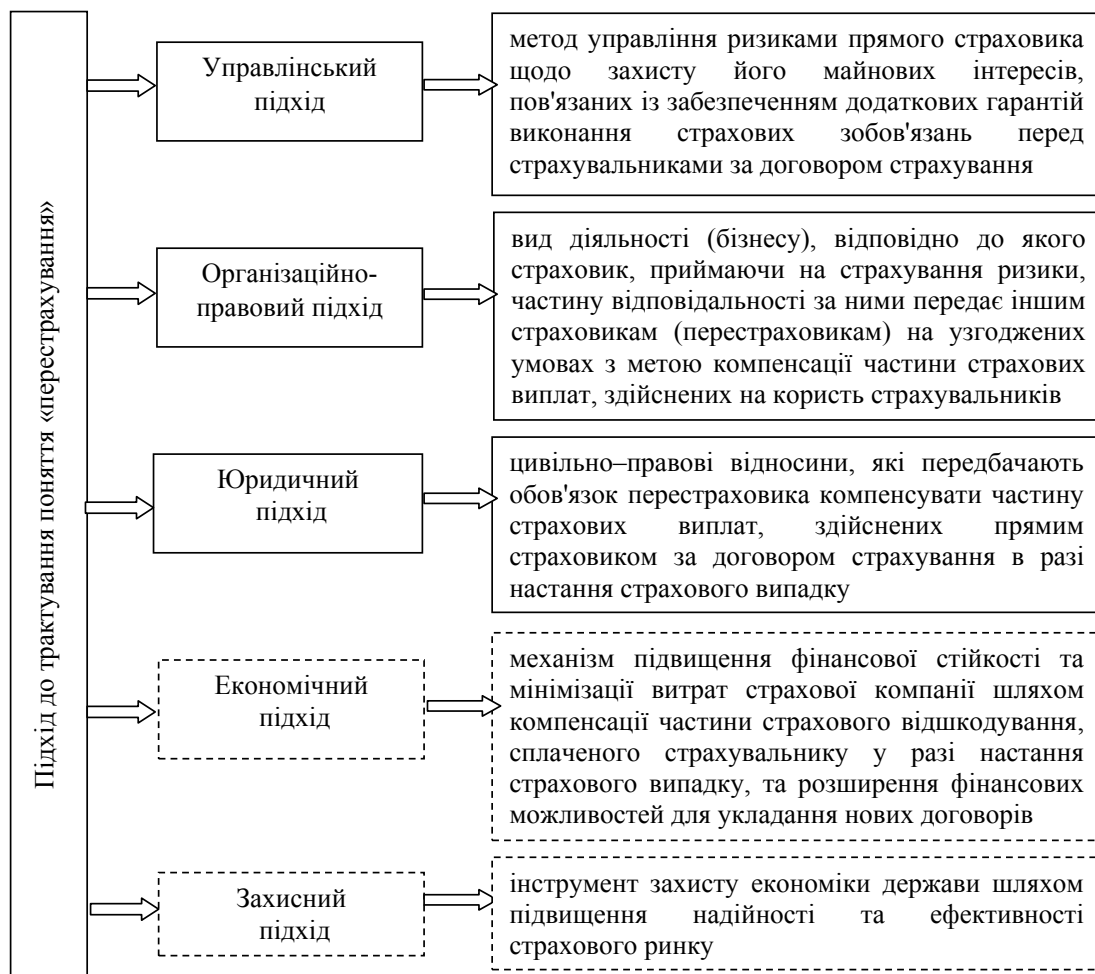 Підхід до трактування поняття «перестрахування»
Управлінський
підхід
метод управління ризиками прямого страховика
щодо захисту його майнових інтересів,
пов'язаних із забезпеченням додаткових гарантій
виконання страхових зобов'язань перед
страхувальниками за договором страхування
Організаційно-
правовий підхід
вид діяльності (бізнесу), відповідно до якого
страховик, приймаючи на страхування ризики,
частину відповідальності за ними передає іншим
страховикам (перестраховикам) на узгоджених
умовах з метою компенсації частини страхових
виплат, здійснених на користь страхувальників
Юридичний
підхід
цивільно–правові відносини, які передбачають
обов'язок перестраховика компенсувати частину
страхових виплат, здійснених прямим
страховиком за договором страхування в разі
настання страхового випадку
Економічний
підхід
механізм підвищення фінансової стійкості та
мінімізації витрат страхової компанії шляхом
компенсації частини страхового відшкодування,
сплаченого страхувальнику у разі настання
страхового випадку, та розширення фінансових
можливостей для укладання нових договорів
Захисний
підхід
інструмент захисту економіки держави шляхом
підвищення надійності та ефективності
страхового ринку